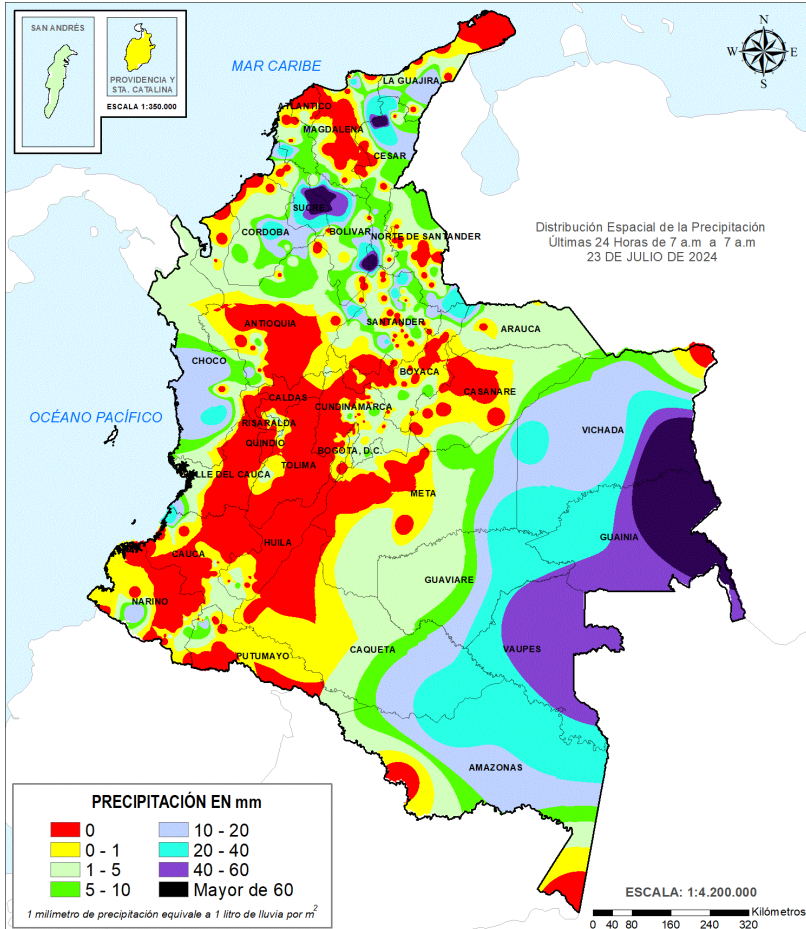 SAN ANDRÉS
PROVIDENCIA Y
STA. CATALINA
ESCALA 1:350.000
N
W
E
S
MAR CARIBE
LA GUAJIRA
ATLANTICO
MAGDALENA
CESAR
SUCRE
CORDOBA
BOLIVAR
NORTE DE SANTANDER
Distribución Espacial de la Precipitación
Últimas 24 Horas de 7 a.m a 7 a.m
23 DE JULIO DE 2024
ANTIOQUIA
SANTANDER
ARAUCA
CHOCO
BOYACA
CASANARE
CALDAS
CUNDINAMARCA
OCÉANO PACÍFICO
RISARALDA
VICHADA
QUINDIO
BOGOTA, D.C.
TOLIMA
VALLE DEL CAUCA
META
GUAINIA
CAUCA
HUILA
GUAVIARE
NARIÑO
PUTUMAYO
CAQUETA
VAUPES
AMAZONAS
PRECIPITACIÓN EN mm
0
0 - 1
1 - 5
5 - 10
10 - 20
20 - 40
40 - 60
Mayor de 60
1 milímetro de precipitación equivale a 1 litro de lluvia por m²
ESCALA: 1:4.200.000
Kilómetros
0 40 80 160 240 320